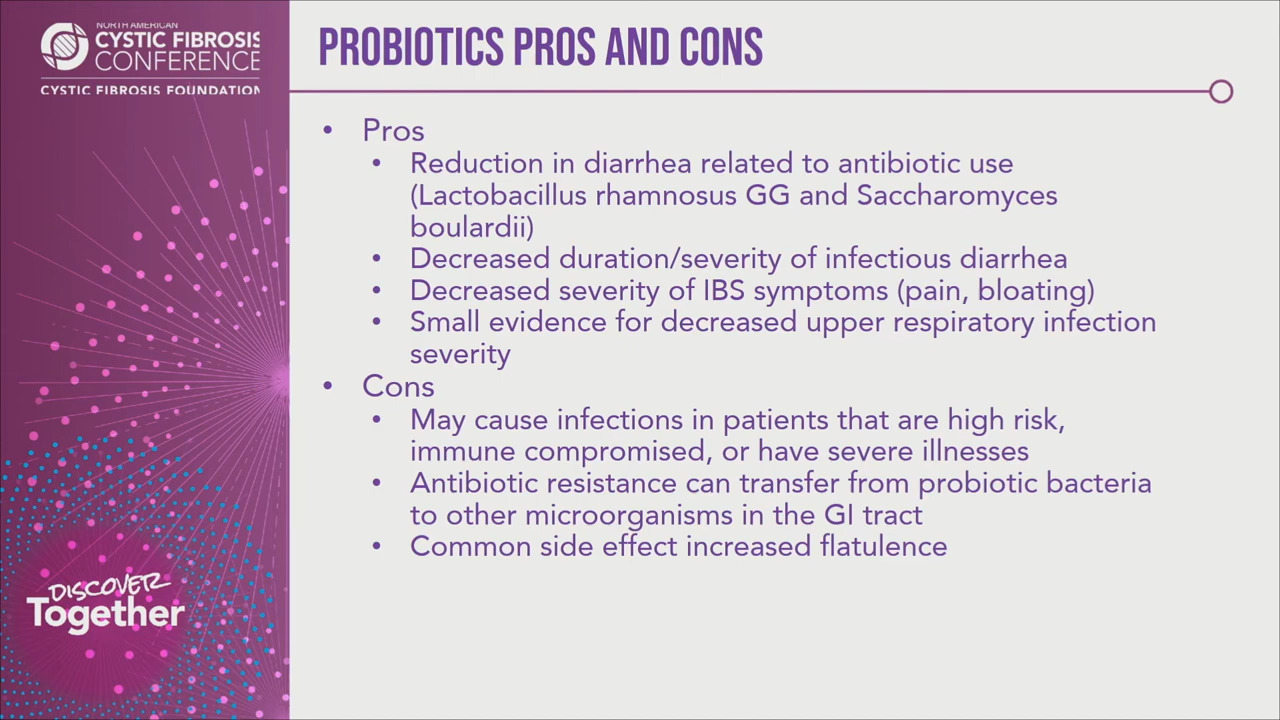 NORTH AMERICAN
CYSTIC FIBROSIS
CONFERENCE
CYSTIC FIBROSIS FOUNDATION
PROBIOTICS PROS AND CONS
• Pros
• Reduction in diarrhea related to antibiotic use
(Lactobacillus rhamnosus GG and Saccharomyces
boulardii)
• Decreased duration/severity of infectious diarrhea
• Decreased severity of IBS symptoms (pain, bloating)
• Small evidence for decreased upper respiratory infection
severity
• Cons
• May cause infections in patients that are high risk,
immune compromised, or have severe illnesses
• Antibiotic resistance can transfer from probiotic bacteria
to other microorganisms in the GI tract
• Common side effect increased flatulence
DISCOVER
Together